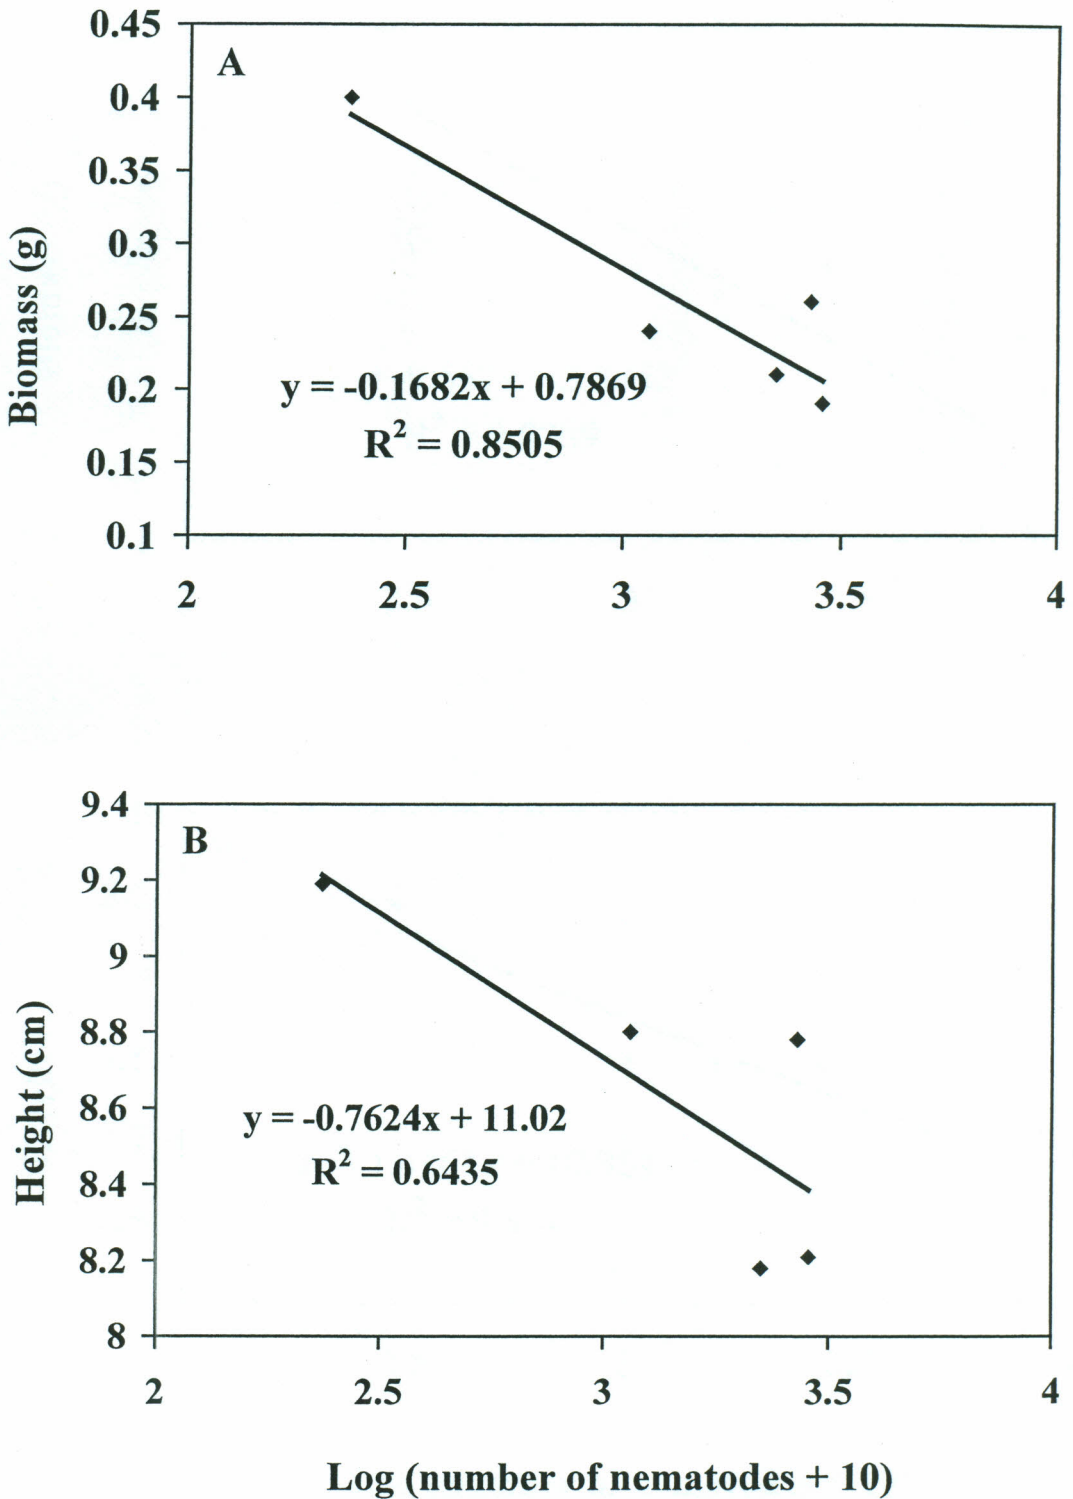 A
0.45
0.4
0.35
0.3
0.25
0.2
0.15
0.1
Biomass (g)
y = -0.1682x + 0.7869
R² = 0.8505
2 2.5 3 3.5 4
B
9.4
9.2
9
8.8
8.6
8.4
8.2
8
Height (cm)
y = -0.7624x + 11.02
R² = 0.6435
2 2.5 3 3.5 4
Log (number of nematodes + 10)